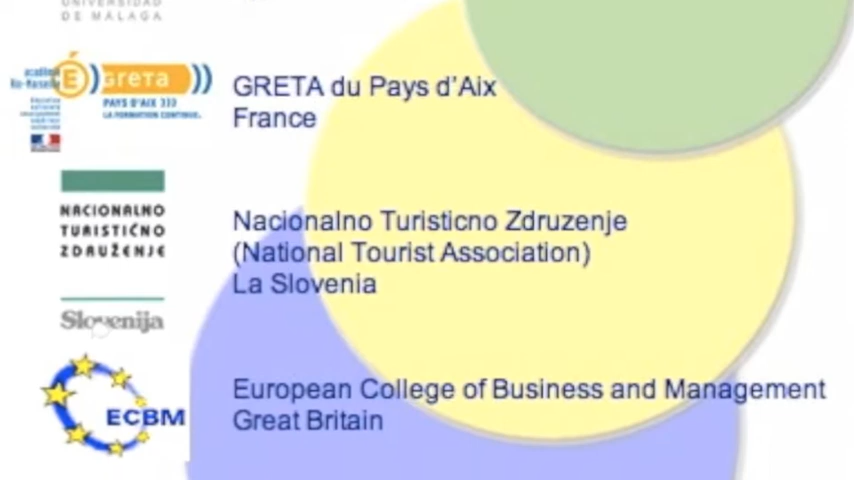 UNIVERSIDAD
DE MÁLAGA
É GRETA
PAYS D'AIX
LA FORMATION CONTINUE.
GRETA du Pays d'Aix
France
NACIONALNO
TURISTIČNO
ZDRUŽENJE
Slovenija
Nacionalno Turisticno Zdruzenje
(National Tourist Association)
La Slovenia
ECBM
European College of Business and Management
Great Britain